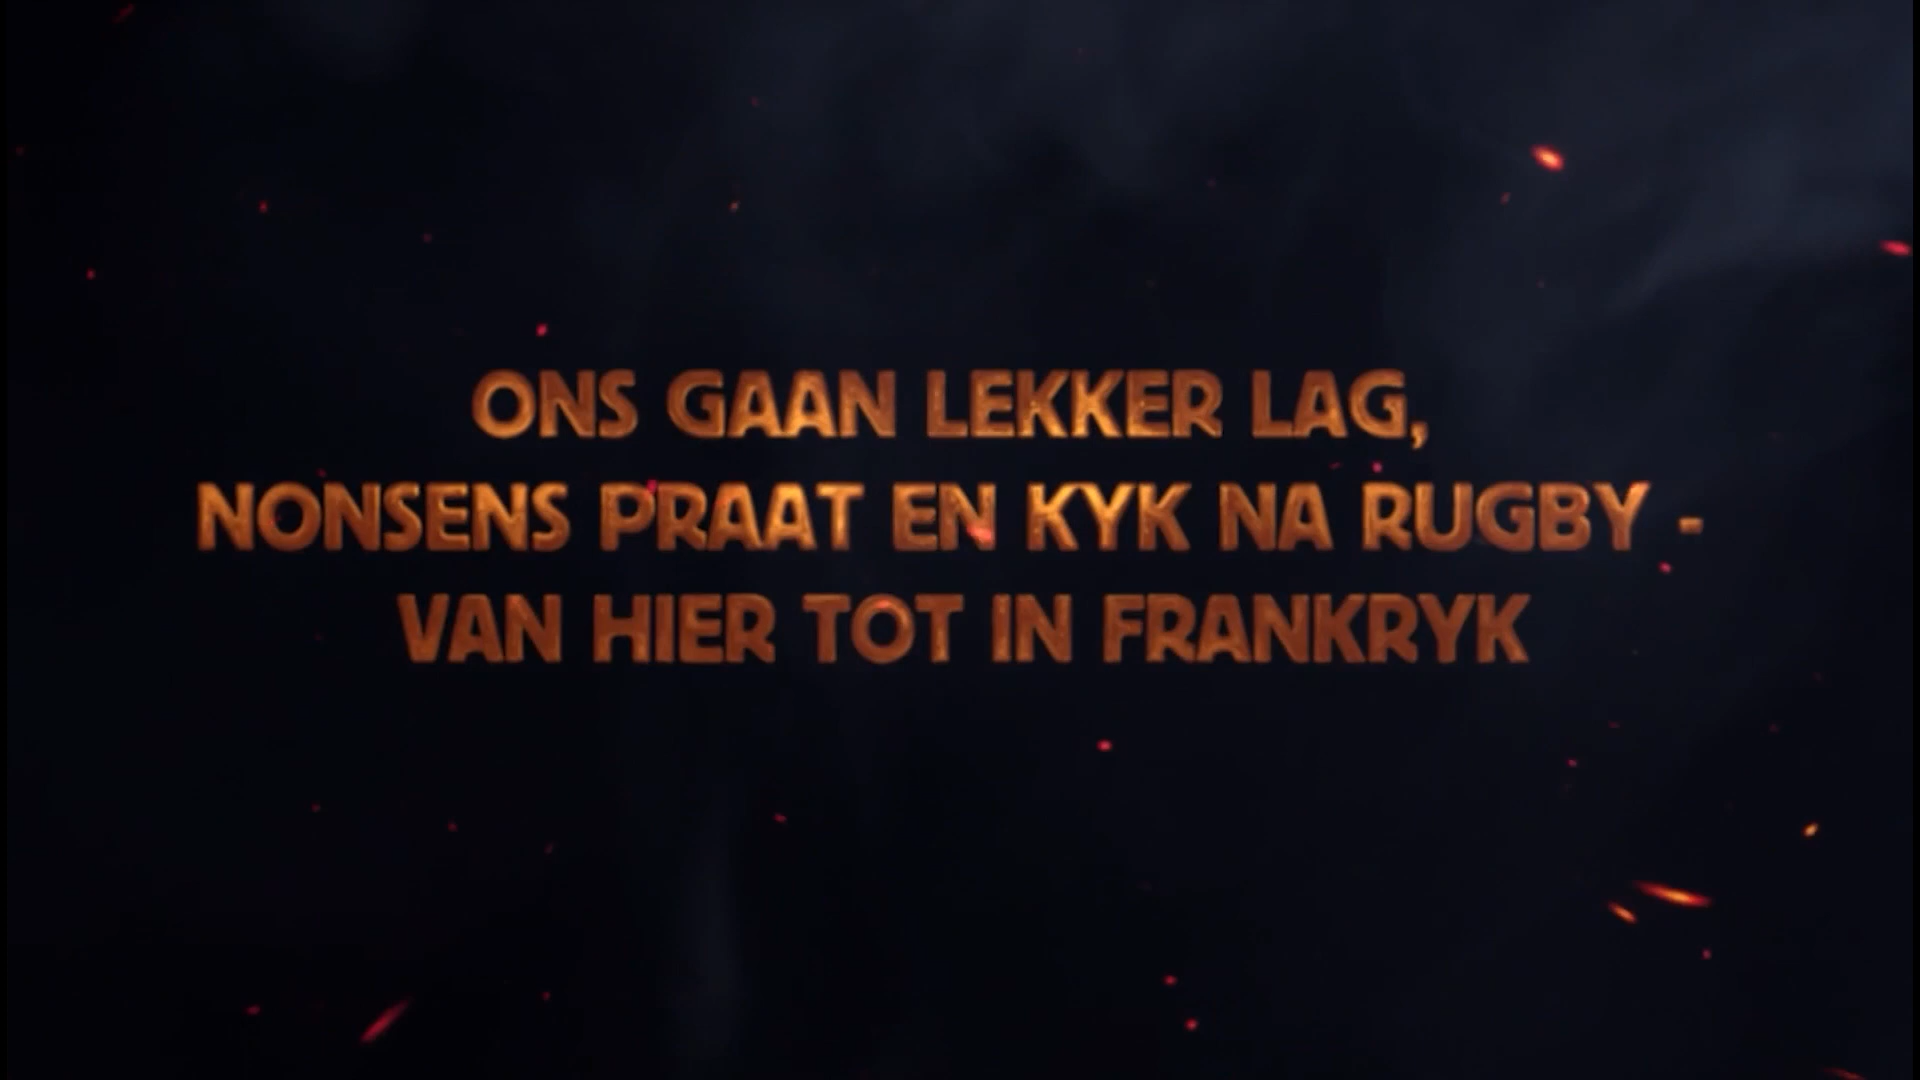 ONS GAAN LEKKER LAG,
NONSENS PRAAT EN KYK NA RUGBY -
VAN HIER TOT IN FRANKRYK